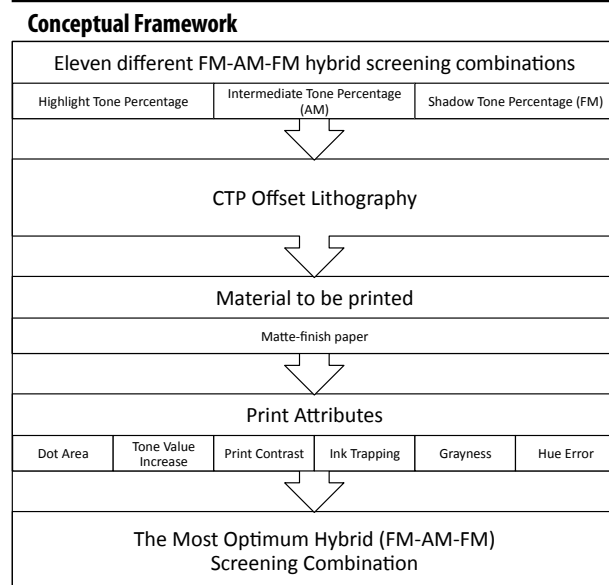 Conceptual Framework
Eleven different FM-AM-FM hybrid screening combinations
Highlight Tone Percentage
Intermediate Tone Percentage
(AM)
Shadow Tone Percentage (FM)
CTP Offset Lithography
Material to be printed
Matte-finish paper
Print Attributes
Dot Area
Tone Value
Increase
Print Contrast
Ink Trapping
Grayness
Hue Error
The Most Optimum Hybrid (FM-AM-FM)
Screening Combination